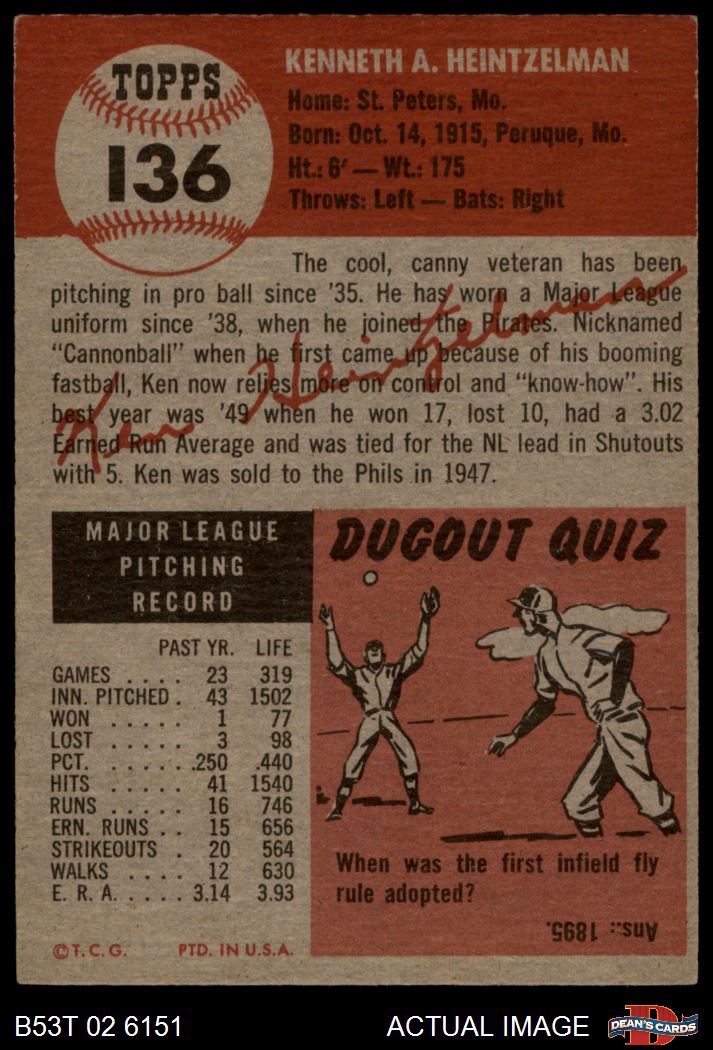 TOPPS
136
KENNETH A. HEINTZELMAN
Home: St. Peters, Mo.
Born: Oct. 14, 1915, Peruque, Mo.
Ht.: 6' — Wt.: 175
Throws: Left — Bats: Right
The cool, canny veteran has been
pitching in pro ball since '35. He has worn a Major League
uniform since '38, when he joined the Pirates. Nicknamed
"Cannonball" when he first came up because of his booming
fastball, Ken now relies more on control and "know-how". His
best year was '49 when he won 17, lost 10, had a 3.02
Earned Run Average and was tied for the NL lead in Shutouts
with 5. Ken was sold to the Phils in 1947.
Ken Heintzelman
MAJOR LEAGUE
PITCHING
RECORD
PAST YR. LIFE
GAMES . . . . 23 319
INN. PITCHED . 43 1502
WON . . . . . 1 77
LOST . . . . . 3 98
PCT. . . . . . .250 .440
HITS . . . . . 41 1540
RUNS . . . . . 16 746
ERN. RUNS . . 15 656
STRIKEOUTS . 20 564
WALKS . . . . 12 630
E. R. A. . . . . 3.14 3.93
© T. C. G. PTD. IN U.S.A.
DUGOUT QUIZ
When was the first infield fly
rule adopted?
Ans.: 1895.
B53T 02 6151
ACTUAL IMAGE
DEAN'S CARDS